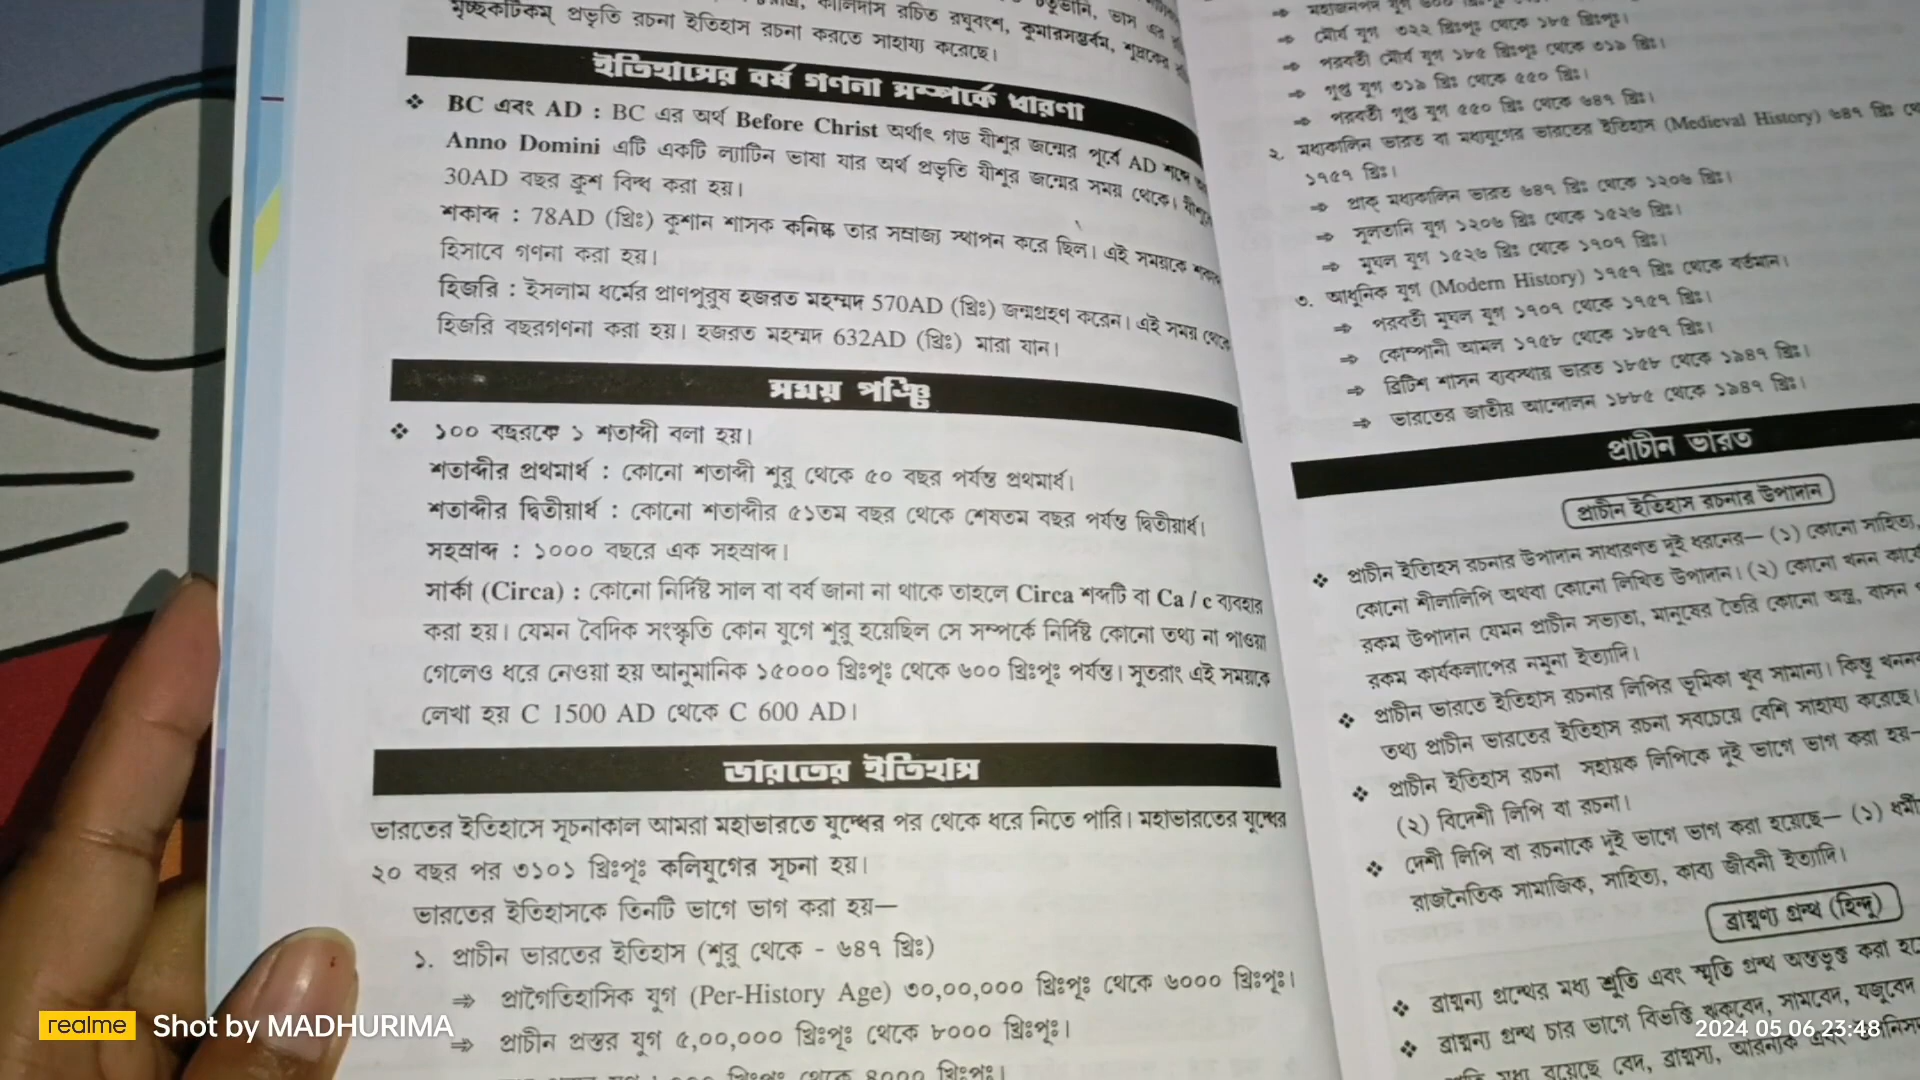 কালিদাস রচিত রঘুবংশ, কুমারসম্ভবম, শূদ্রকের
মৃচ্ছকটিকম্ প্রভৃতি রচনা ইতিহাস রচনা করতে সাহায্য করেছে।
ইতিহাসের বর্ষ গণনা সম্পর্কে ধারণা
❖ BC এবং AD : BC এর অর্থ Before Christ অর্থাৎ গড যীশুর জন্মের পূর্বে AD শব্দে
Anno Domini এটি একটি ল্যাটিন ভাষা যার অর্থ প্রভৃতি যীশুর জন্মের সময় থেকে। যীশুকে
30AD বছর ক্রুশ বিদ্ধ করা হয়।
শকাব্দ : 78AD (খ্রিঃ) কুশান শাসক কনিষ্ক তার সম্রাজ্য স্থাপন করে ছিল। এই সময়কে
হিসাবে গণনা করা হয়।
হিজরি : ইসলাম ধর্মের প্রাণপুরুষ হজরত মহম্মদ 570AD (খ্রিঃ) জন্মগ্রহণ করেন। এই সময় থেকে
হিজরি বছরগণনা করা হয়। হজরত মহম্মদ 632AD (খ্রিঃ) মারা যান।
সময় পঞ্জি
❖ ১০০ বছরকে ১ শতাব্দী বলা হয়।
শতাব্দীর প্রথমার্ধ : কোনো শতাব্দী শুরু থেকে ৫০ বছর পর্যন্ত প্রথমার্ধ।
শতাব্দীর দ্বিতীয়ার্ধ : কোনো শতাব্দীর ৫১তম বছর থেকে শেষতম বছর পর্যন্ত দ্বিতীয়ার্ধ।
সহস্রাব্দ : ১০০০ বছরে এক সহস্রাব্দ।
সার্কা (Circa) : কোনো নির্দিষ্ট সাল বা বর্ষ জানা না থাকে তাহলে Circa শব্দটি বা Ca / c ব্যবহার
করা হয়। যেমন বৈদিক সংস্কৃতি কোন যুগে শুরু হয়েছিল সে সম্পর্কে নির্দিষ্ট কোনো তথ্য না পাওয়া
গেলেও ধরে নেওয়া হয় আনুমানিক ১৫০০০ খ্রিঃপূঃ থেকে ৬০০ খ্রিঃপূঃ পর্যন্ত। সুতরাং এই সময়কে
লেখা হয় C 1500 AD থেকে C 600 AD।
ভারতের ইতিহাস
ভারতের ইতিহাসে সূচনাকাল আমরা মহাভারতে যুদ্ধের পর থেকে ধরে নিতে পারি। মহাভারতের যুদ্ধের
২০ বছর পর ৩১০১ খ্রিঃপূঃ কলিযুগের সূচনা হয়।
ভারতের ইতিহাসকে তিনটি ভাগে ভাগ করা হয়—
১. প্রাচীন ভারতের ইতিহাস (শুরু থেকে - ৬৪৭ খ্রিঃ)
⇒ প্রাগৈতিহাসিক যুগ (Per-History Age) ৩০,০০,০০০ খ্রিঃপূঃ থেকে ৬০০০ খ্রিঃপূঃ।
⇒ প্রাচীন প্রস্তর যুগ ৫,০০,০০০ খ্রিঃপূঃ থেকে ৮০০০ খ্রিঃপূঃ।
খ্রিঃপূঃ থেকে ৪০০০ খ্রিঃপূঃ।
⇒ মহাজনপদ যুগ ৬০০
⇒ মৌর্য যুগ ৩২২ খ্রিঃপূঃ থেকে ১৮৫ খ্রিঃপূঃ।
⇒ পরবর্তী মৌর্য যুগ ১৮৫ খ্রিঃপূঃ থেকে ৩১৯ খ্রিঃ।
⇒ গুপ্ত যুগ ৩১৯ খ্রিঃ থেকে ৫৫০ খ্রিঃ।
⇒ পরবর্তী গুপ্ত যুগ ৫৫০ খ্রিঃ থেকে ৬৪৭ খ্রিঃ।
২. মধ্যকালিন ভারত বা মধ্যযুগের ভারতের ইতিহাস (Medieval History) ৬৪৭ খ্রিঃ
১৭৫৭ খ্রিঃ।
⇒ প্রাক্ মধ্যকালিন ভারত ৬৪৭ খ্রিঃ থেকে ১২০৬ খ্রিঃ।
⇒ সুলতানি যুগ ১২০৬ খ্রিঃ থেকে ১৫২৬ খ্রিঃ।
⇒ মুঘল যুগ ১৫২৬ খ্রিঃ থেকে ১৭০৭ খ্রিঃ।
৩. আধুনিক যুগ (Modern History) ১৭৫৭ খ্রিঃ থেকে বর্তমান।
⇒ পরবর্তী মুঘল যুগ ১৭০৭ থেকে ১৭৫৭ খ্রিঃ।
⇒ কোম্পানী আমল ১৭৫৮ থেকে ১৮৫৭ খ্রিঃ।
⇒ ব্রিটিশ শাসন ব্যবস্থায় ভারত ১৮৫৮ থেকে ১৯৪৭ খ্রিঃ।
⇒ ভারতের জাতীয় আন্দোলন ১৮৮৫ থেকে ১৯৪৭ খ্রিঃ।
প্রাচীন ভারত
প্রাচীন ইতিহাস রচনার উপাদান
❖ প্রাচীন ইতিহাস রচনার উপাদান সাধারণত দুই ধরনের— (১) কোনো সাহিত্য,
কোনো শীলালিপি অথবা কোনো লিখিত উপাদান। (২) কোনো খনন কার্যে
রকম উপাদান যেমন প্রাচীন সভ্যতা, মানুষের তৈরি কোনো অস্ত্র, বাসন
রকম কার্যকলাপের নমুনা ইত্যাদি।
❖ প্রাচীন ভারতে ইতিহাস রচনার লিপির ভূমিকা খুব সামান্য। কিন্তু
তথ্য প্রাচীন ভারতের ইতিহাস রচনা সবচেয়ে বেশি সাহায্য করেছে।
❖ প্রাচীন ইতিহাস রচনা সহায়ক লিপিকে দুই ভাগে ভাগ করা হয়—
(২) বিদেশী লিপি বা রচনা।
❖ দেশী লিপি বা রচনাকে দুই ভাগে ভাগ করা হয়েছে— (১)
রাজনৈতিক সামাজিক, সাহিত্য, কাব্য জীবনী ইত্যাদি।
ব্রাহ্মণ্য গ্রন্থ (হিন্দু)
❖ ব্রাহ্মন্য গ্রন্থের মধ্য শ্রুতি এবং স্মৃতি গ্রন্থ অন্তর্ভুক্ত করা
❖ ব্রাহ্মন্য গ্রন্থ চার ভাগে বিভক্তি ঋকবেদ, সামবেদ, যজুবেদ
মধ্য রয়েছে বেদ, ব্রাহ্মন্য, আরন্যক এবং
realme Shot by MADHURIMA
2024 05 06 23:48